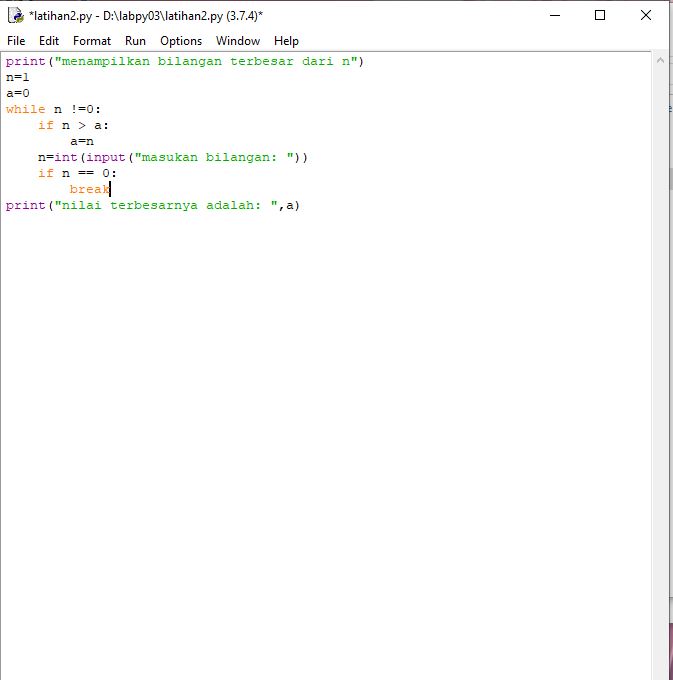 *latihan2.py - D:\labpy03\latihan2.py (3.7.4)*
File Edit Format Run Options Window Help
print("menampilkan bilangan terbesar dari n")
n=1
a=0
while n !=0:
    if n > a:
        a=n
    n=int(input("masukan bilangan: "))
    if n == 0:
        break
print("nilai terbesarnya adalah: ",a)